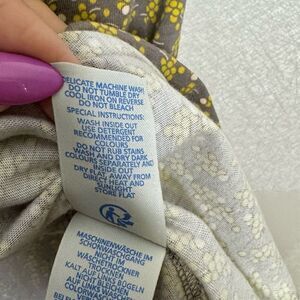 DELICATE MACHINE WASH
DO NOT TUMBLE DRY
COOL IRON ON REVERSE
DO NOT BLEACH
SPECIAL INSTRUCTIONS:
WASH INSIDE OUT
USE DETERGENT
RECOMMENDED FOR
COLOURS
DO NOT RUB STAINS
WASH AND DRY DARK
COLOURS SEPARATELY AND
INSIDE OUT
DRY FLAT AWAY FROM
DIRECT HEAT AND
SUNLIGHT
STORE FLAT
MASCHINENWÄSCHE IM
SCHONWASCHGANG
NICHT IM
WÄSCHETROCKNER
TROCKNEN
KALT AUF LINKS BÜGELN